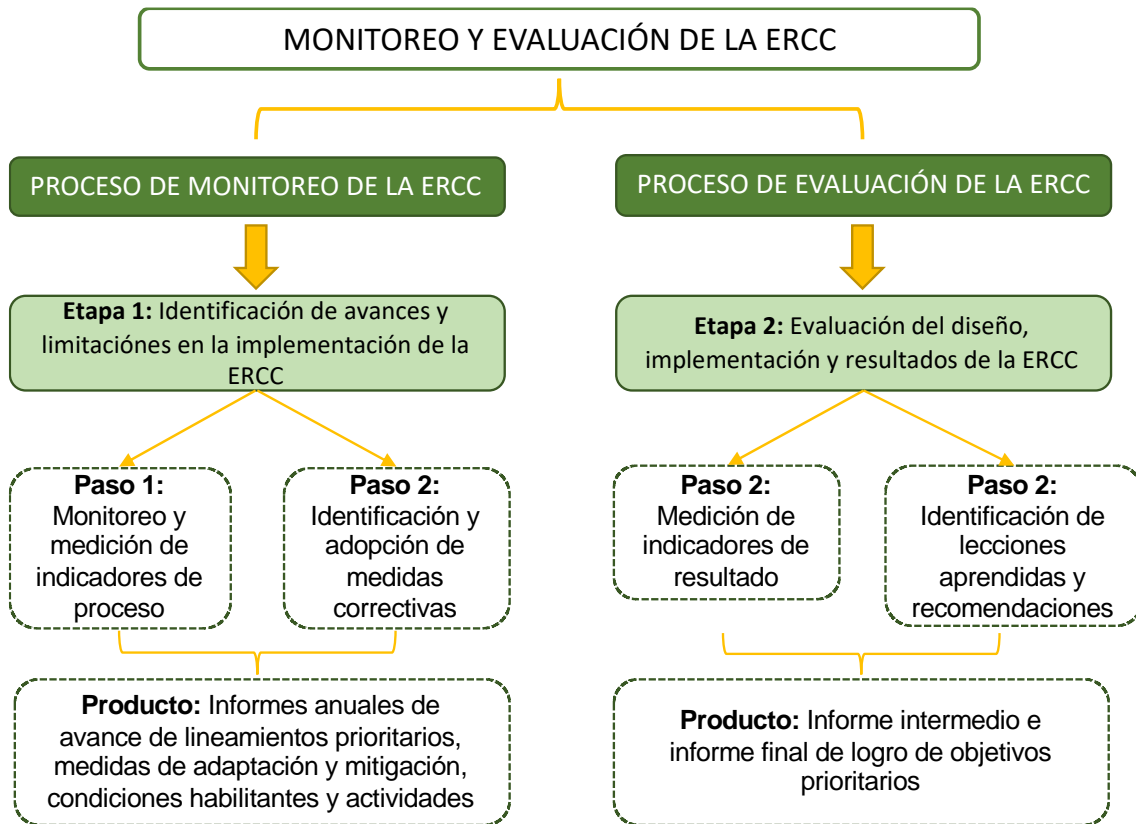 MONITOREO Y EVALUACIÓN DE LA ERCC
PROCESO DE MONITOREO DE LA ERCC
Etapa 1: Identificación de avances y
limitaciónes en la implementación de la
ERCC
Paso 1:
Monitoreo y
medición de
indicadores de
proceso
Paso 2:
Identificación y
adopción de
medidas
correctivas
Producto: Informes anuales de
avance de lineamientos prioritarios,
medidas de adaptación y mitigación,
condiciones habilitantes y actividades
PROCESO DE EVALUACIÓN DE LA ERCC
Etapa 2: Evaluación del diseño,
implementación y resultados de la ERCC
Paso 2:
Medición de
indicadores de
resultado
Paso 2:
Identificación de
lecciones
aprendidas y
recomendaciones
Producto: Informe intermedio e
informe final de logro de objetivos
prioritarios